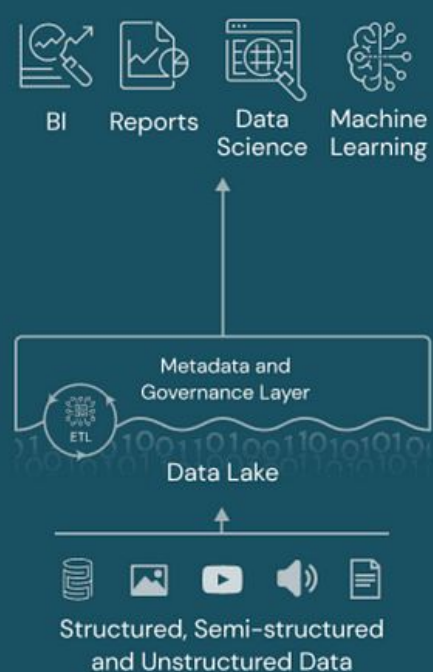 BI
Reports
Data
Science
Machine
Learning
Metadata and
Governance Layer
ETL
Data Lake
Structured, Semi-structured
and Unstructured Data